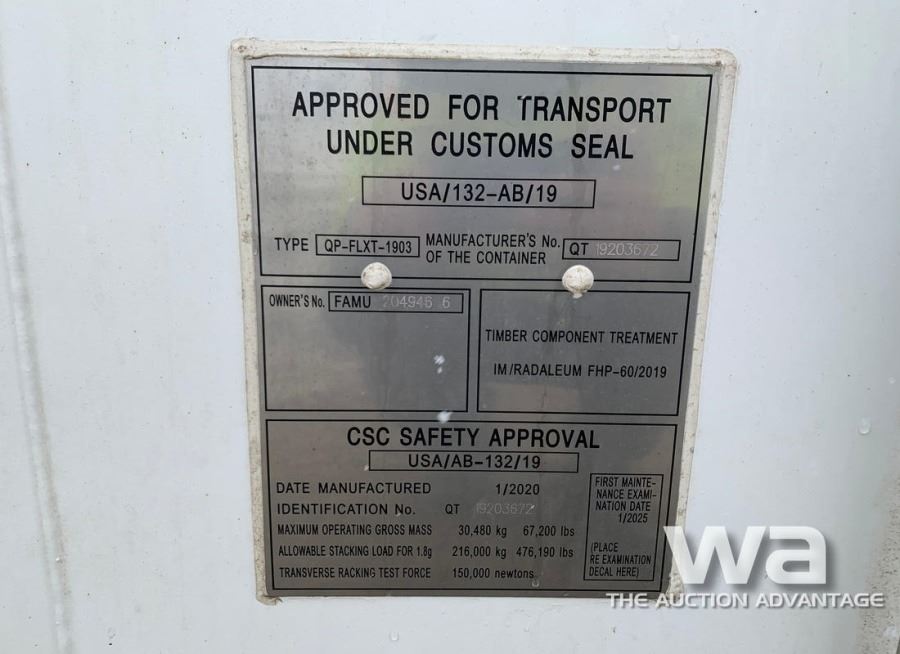 APPROVED FOR TRANSPORT
UNDER CUSTOMS SEAL
USA/132-AB/19
TYPE QP-FLXT-1903 MANUFACTURER'S No. OF THE CONTAINER QT 19203672
OWNER'S No. FAMU 204946 6
TIMBER COMPONENT TREATMENT
IM/RADALEUM FHP-60/2019
CSC SAFETY APPROVAL
USA/AB-132/19
DATE MANUFACTURED 1/2020
IDENTIFICATION No. QT 19203672
MAXIMUM OPERATING GROSS MASS 30,480 kg 67,200 lbs
ALLOWABLE STACKING LOAD FOR 1.8g 216,000 kg 476,190 lbs
TRANSVERSE RACKING TEST FORCE 150,000 newtons
FIRST MAINTE-
NANCE EXAMI-
NATION DATE
1/2025
(PLACE
RE EXAMINATION
DECAL HERE)
wa
THE AUCTION ADVANTAGE